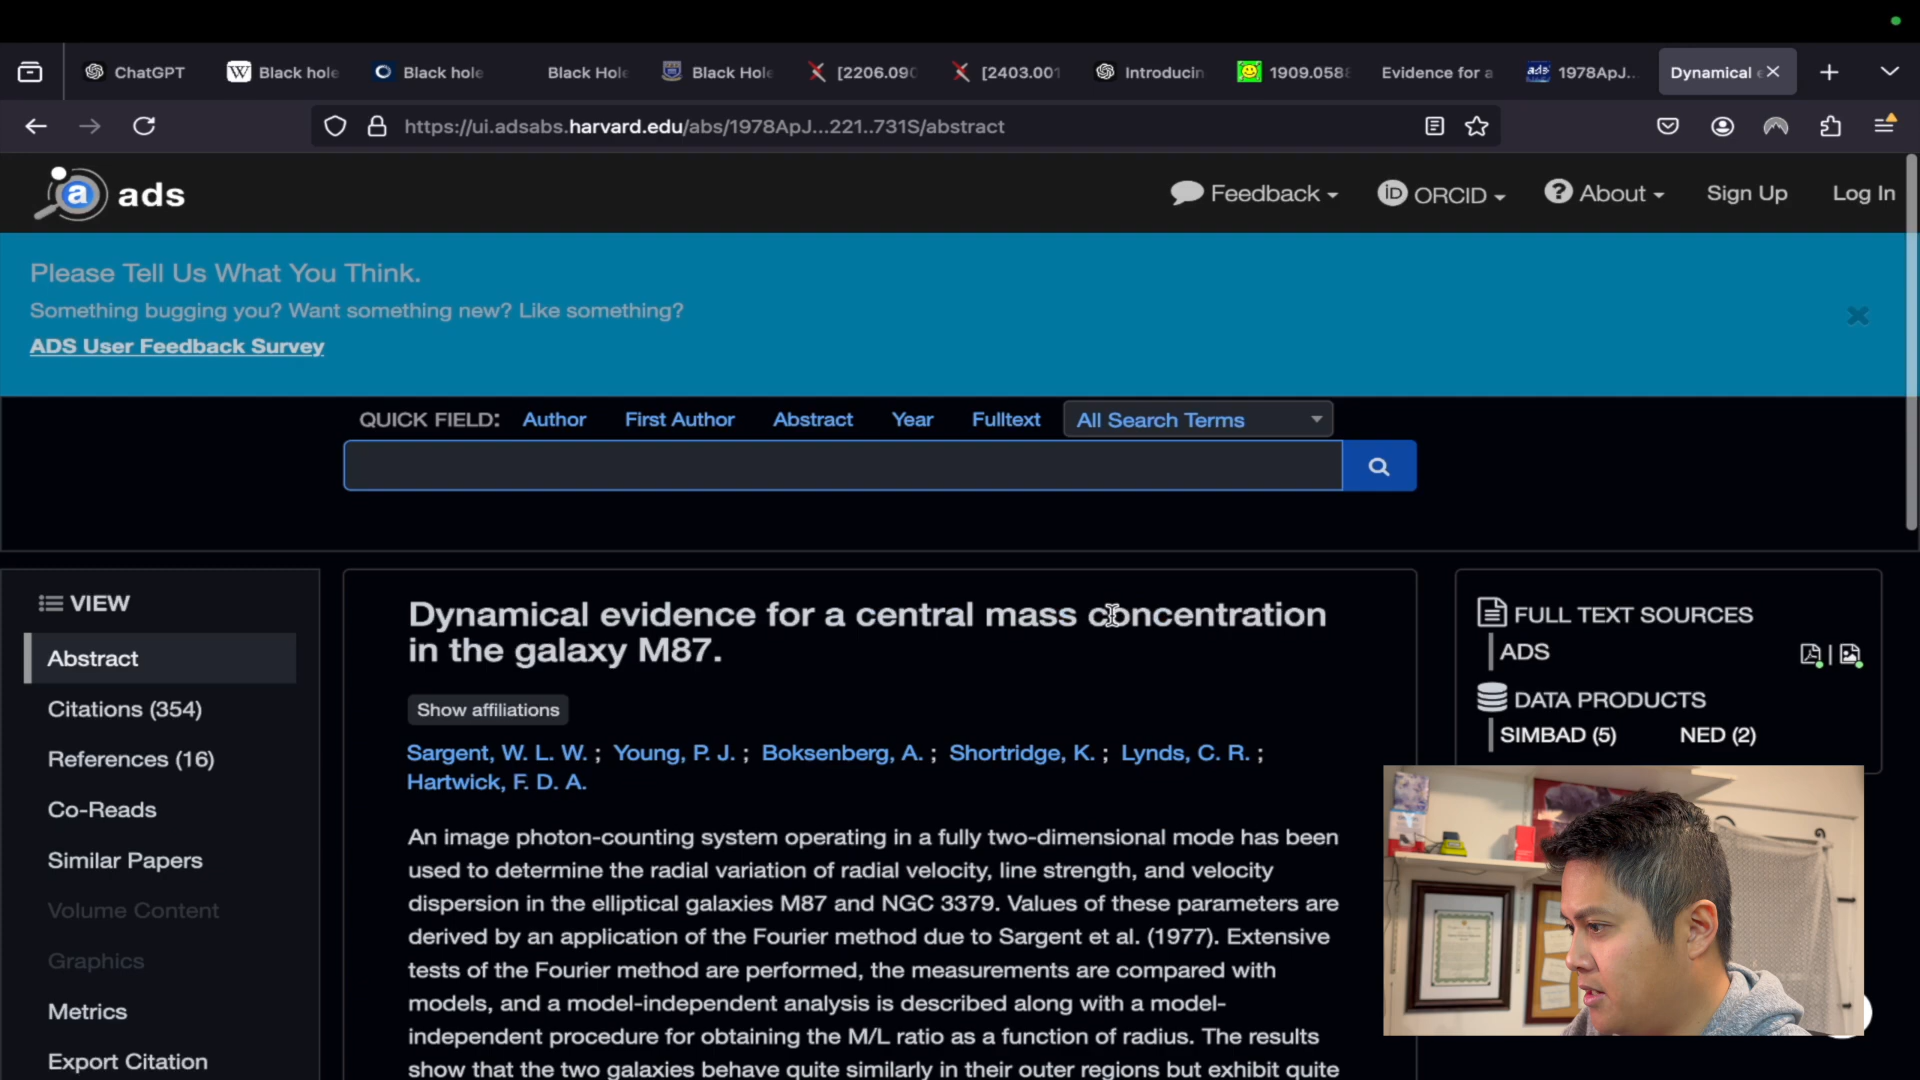 ChatGPT
Black hole
Black hole
Black Hole
Black Hole
[2206.090
[2403.001
Introducin
1909.058
Evidence for a
1978ApJ...
Dynamical e
https://ui.adsabs.harvard.edu/abs/1978ApJ...221..731S/abstract
a ads
Feedback
iD ORCID
About
Sign Up
Log In
Please Tell Us What You Think.
Something bugging you? Want something new? Like something?
ADS User Feedback Survey
QUICK FIELD: Author First Author Abstract Year Fulltext All Search Terms
VIEW
Abstract
Citations (354)
References (16)
Co-Reads
Similar Papers
Volume Content
Graphics
Metrics
Export Citation
Dynamical evidence for a central mass concentration
in the galaxy M87.
Show affiliations
Sargent, W. L. W. ; Young, P. J. ; Boksenberg, A. ; Shortridge, K. ; Lynds, C. R. ;
Hartwick, F. D. A.
An image photon-counting system operating in a fully two-dimensional mode has been
used to determine the radial variation of radial velocity, line strength, and velocity
dispersion in the elliptical galaxies M87 and NGC 3379. Values of these parameters are
derived by an application of the Fourier method due to Sargent et al. (1977). Extensive
tests of the Fourier method are performed, the measurements are compared with
models, and a model-independent analysis is described along with a model-
independent procedure for obtaining the M/L ratio as a function of radius. The results
show that the two galaxies behave quite similarly in their outer regions but exhibit quite
FULL TEXT SOURCES
ADS
DATA PRODUCTS
SIMBAD (5) NED (2)